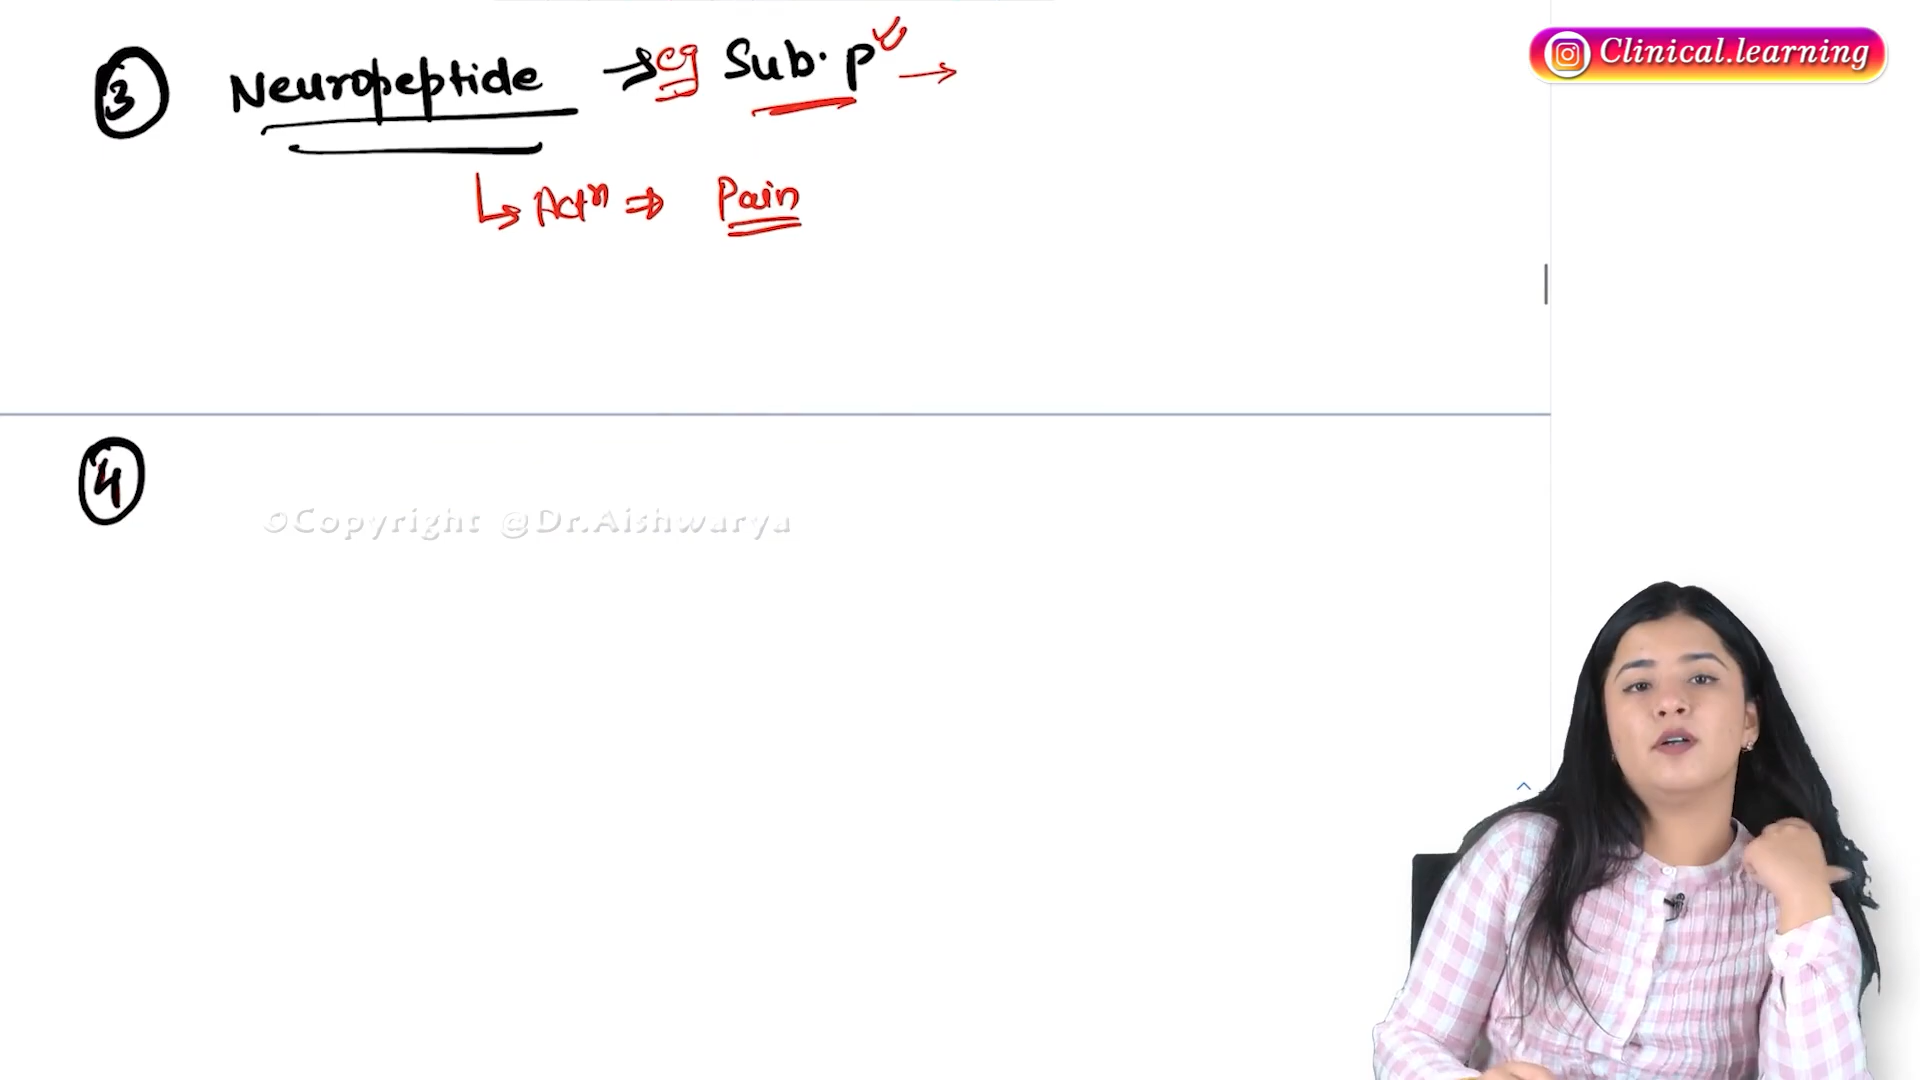 Clinical.learning
3 Neuropeptide → eg Sub. P →
↳ Actⁿ ⇒ Pain
4
©Copyright @Dr.Aishwarya